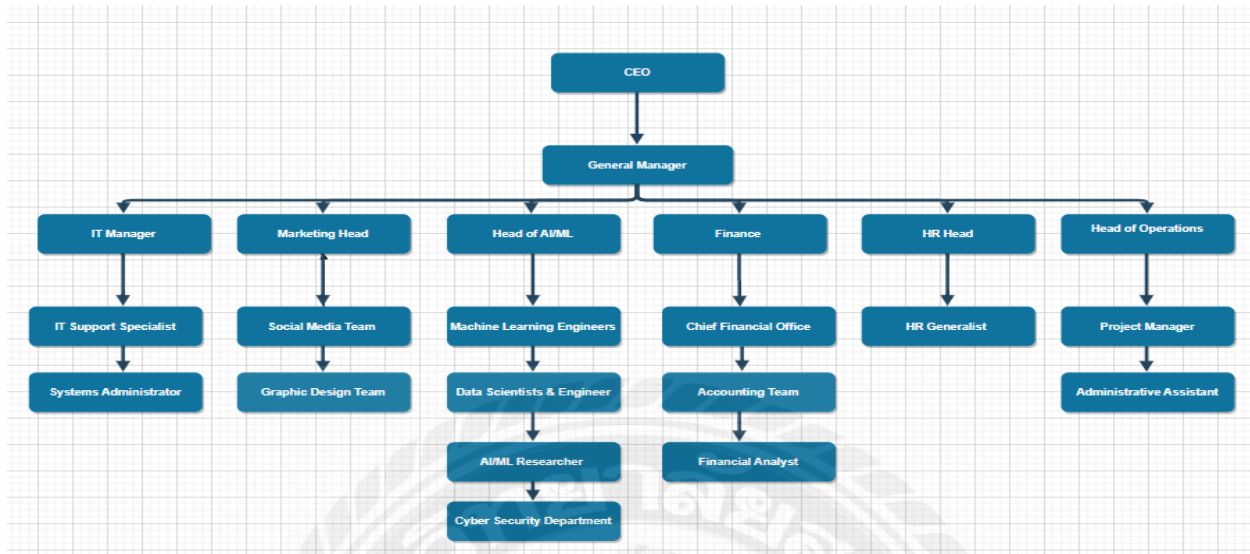 CEO
General Manager
IT Manager
Marketing Head
Head of AI/ML
Finance
HR Head
Head of Operations
IT Support Specialist
Social Media Team
Machine Learning Engineers
Chief Financial Office
HR Generalist
Project Manager
Systems Administrator
Graphic Design Team
Data Scientists & Engineer
Accounting Team
Administrative Assistant
AI/ML Researcher
Financial Analyst
Cyber Security Department